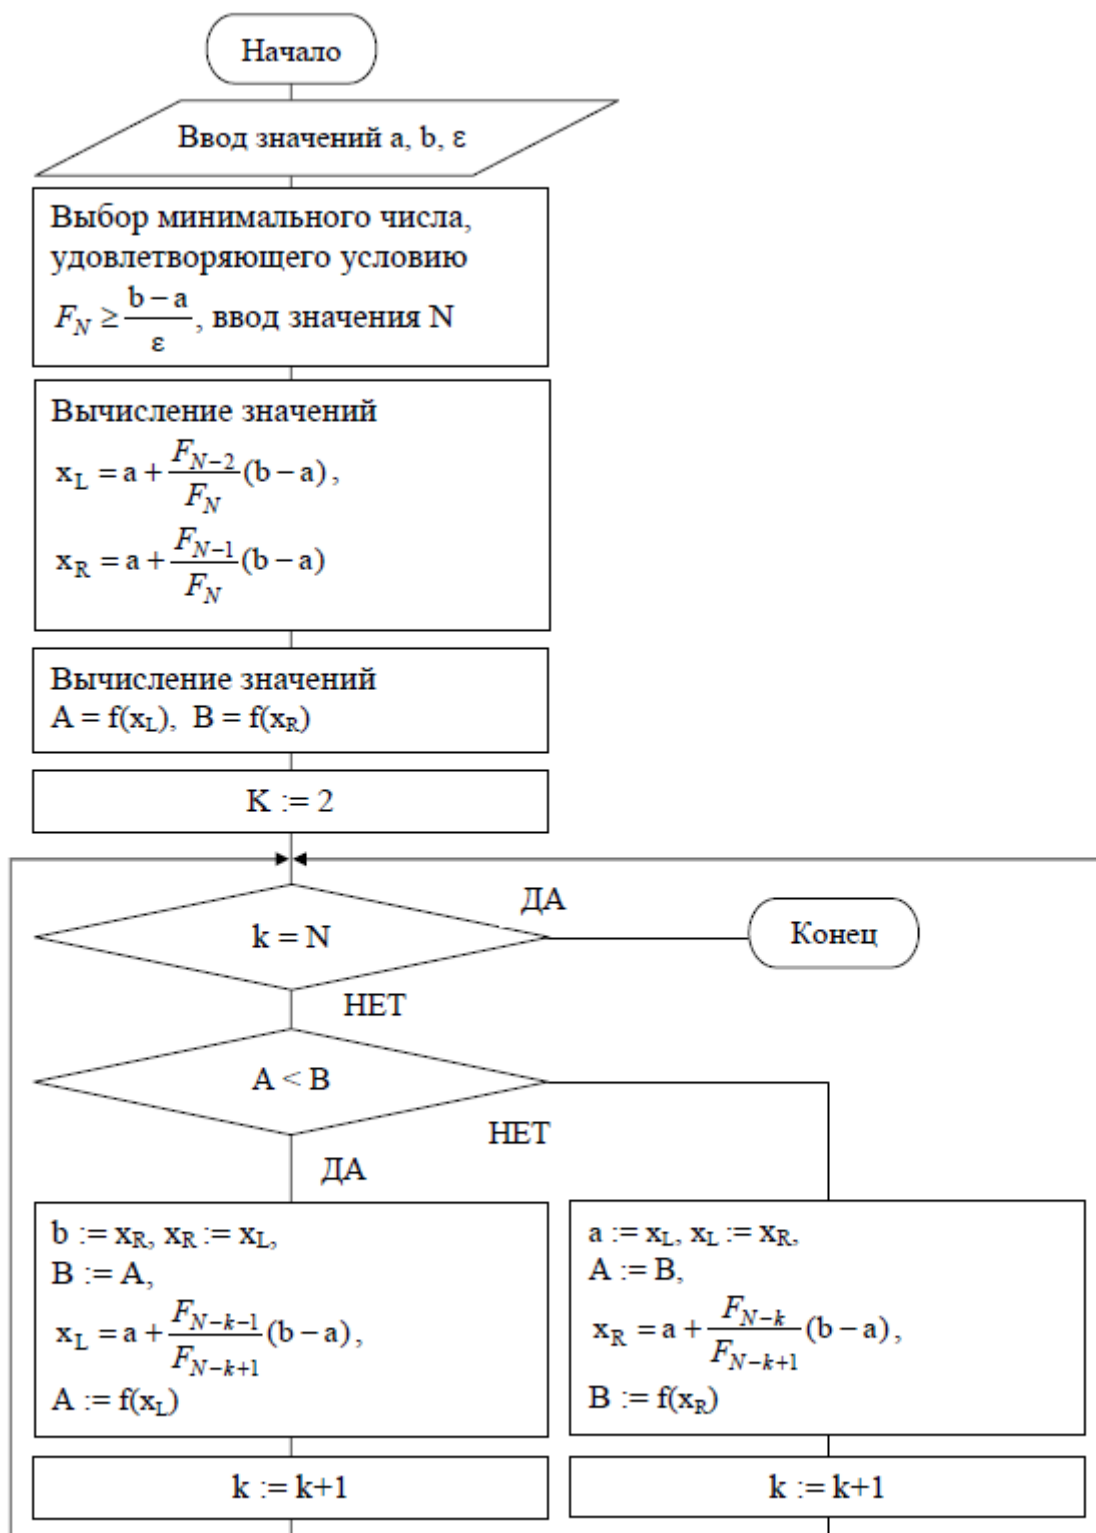 Начало
Ввод значений a, b, ε
Выбор минимального числа,
удовлетворяющего условию
F_N ≥ (b – a)/ε, ввод значения N
Вычисление значений
x_L = a + F_{N–2}/F_N (b – a),
x_R = a + F_{N–1}/F_N (b – a)
Вычисление значений
A = f(x_L), B = f(x_R)
K := 2
k = N
ДА
Конец
НЕТ
A < B
НЕТ
ДА
b := x_R, x_R := x_L,
B := A,
x_L = a + F_{N–k–1}/F_{N–k+1} (b – a),
A := f(x_L)
k := k+1
a := x_L, x_L := x_R,
A := B,
x_R = a + F_{N–k}/F_{N–k+1} (b – a),
B := f(x_R)
k := k+1